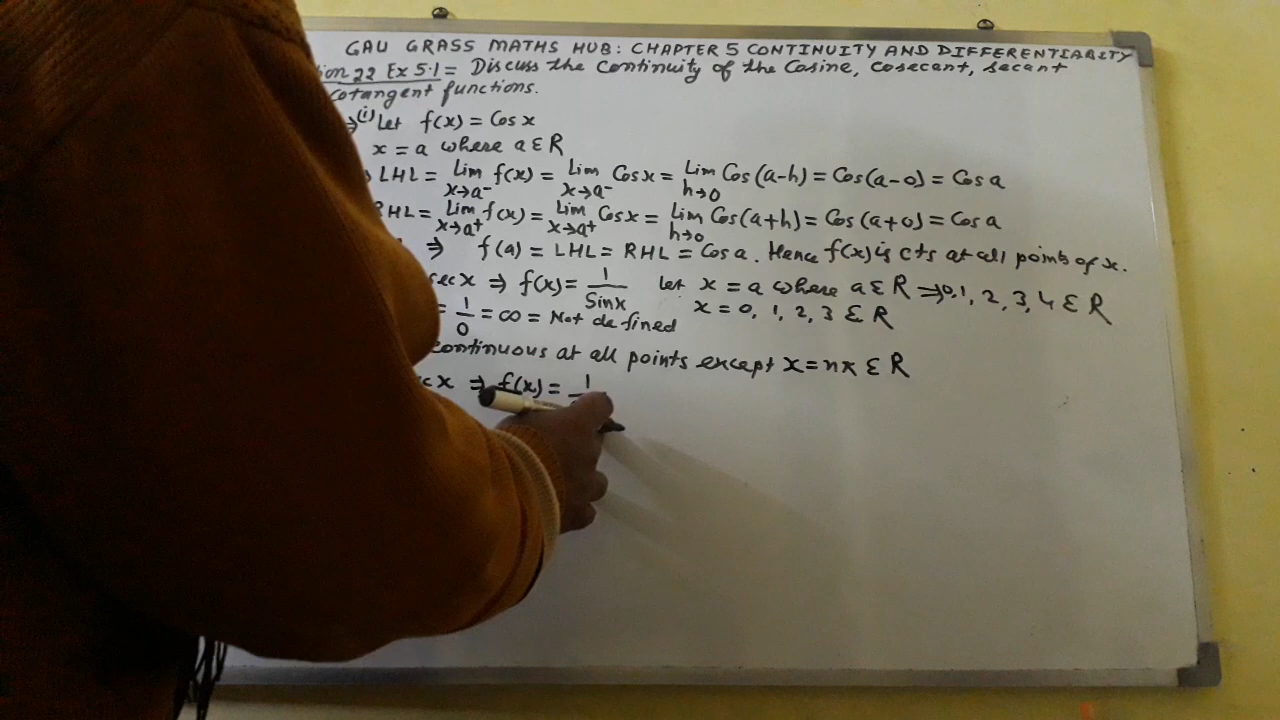 GAU GRASS MATHS HUB: CHAPTER 5 CONTINUITY AND DIFFERENTIABITY
ion 22 Ex 5.1 = Discuss the Continuity of the Cosine, cosecant, secant
cotangent functions.
⇒ (i) Let f(x) = Cos x
x = a where a ∈ R
LHL = Lim x→a⁻ f(x) = Lim x→a⁻ Cos x = Lim h→0 Cos(a-h) = Cos(a-0) = Cos a
RHL = Lim x→a⁺ f(x) = Lim x→a⁺ Cos x = Lim h→0 Cos(a+h) = Cos(a+0) = Cos a
⇒ f(a) = LHL = RHL = Cos a. Hence f(x) is cts at all points of x.
sec x ⇒ f(x) = 1/Sin x Let x = a where a ∈ R ⇒ 0, 1, 2, 3, 4 ∈ R
= 1/0 = ∞ = Not defined x = 0, 1, 2, 3 ∈ R
continuous at all points except x = nπ ∈ R
c x ⇒ f(x) = 1